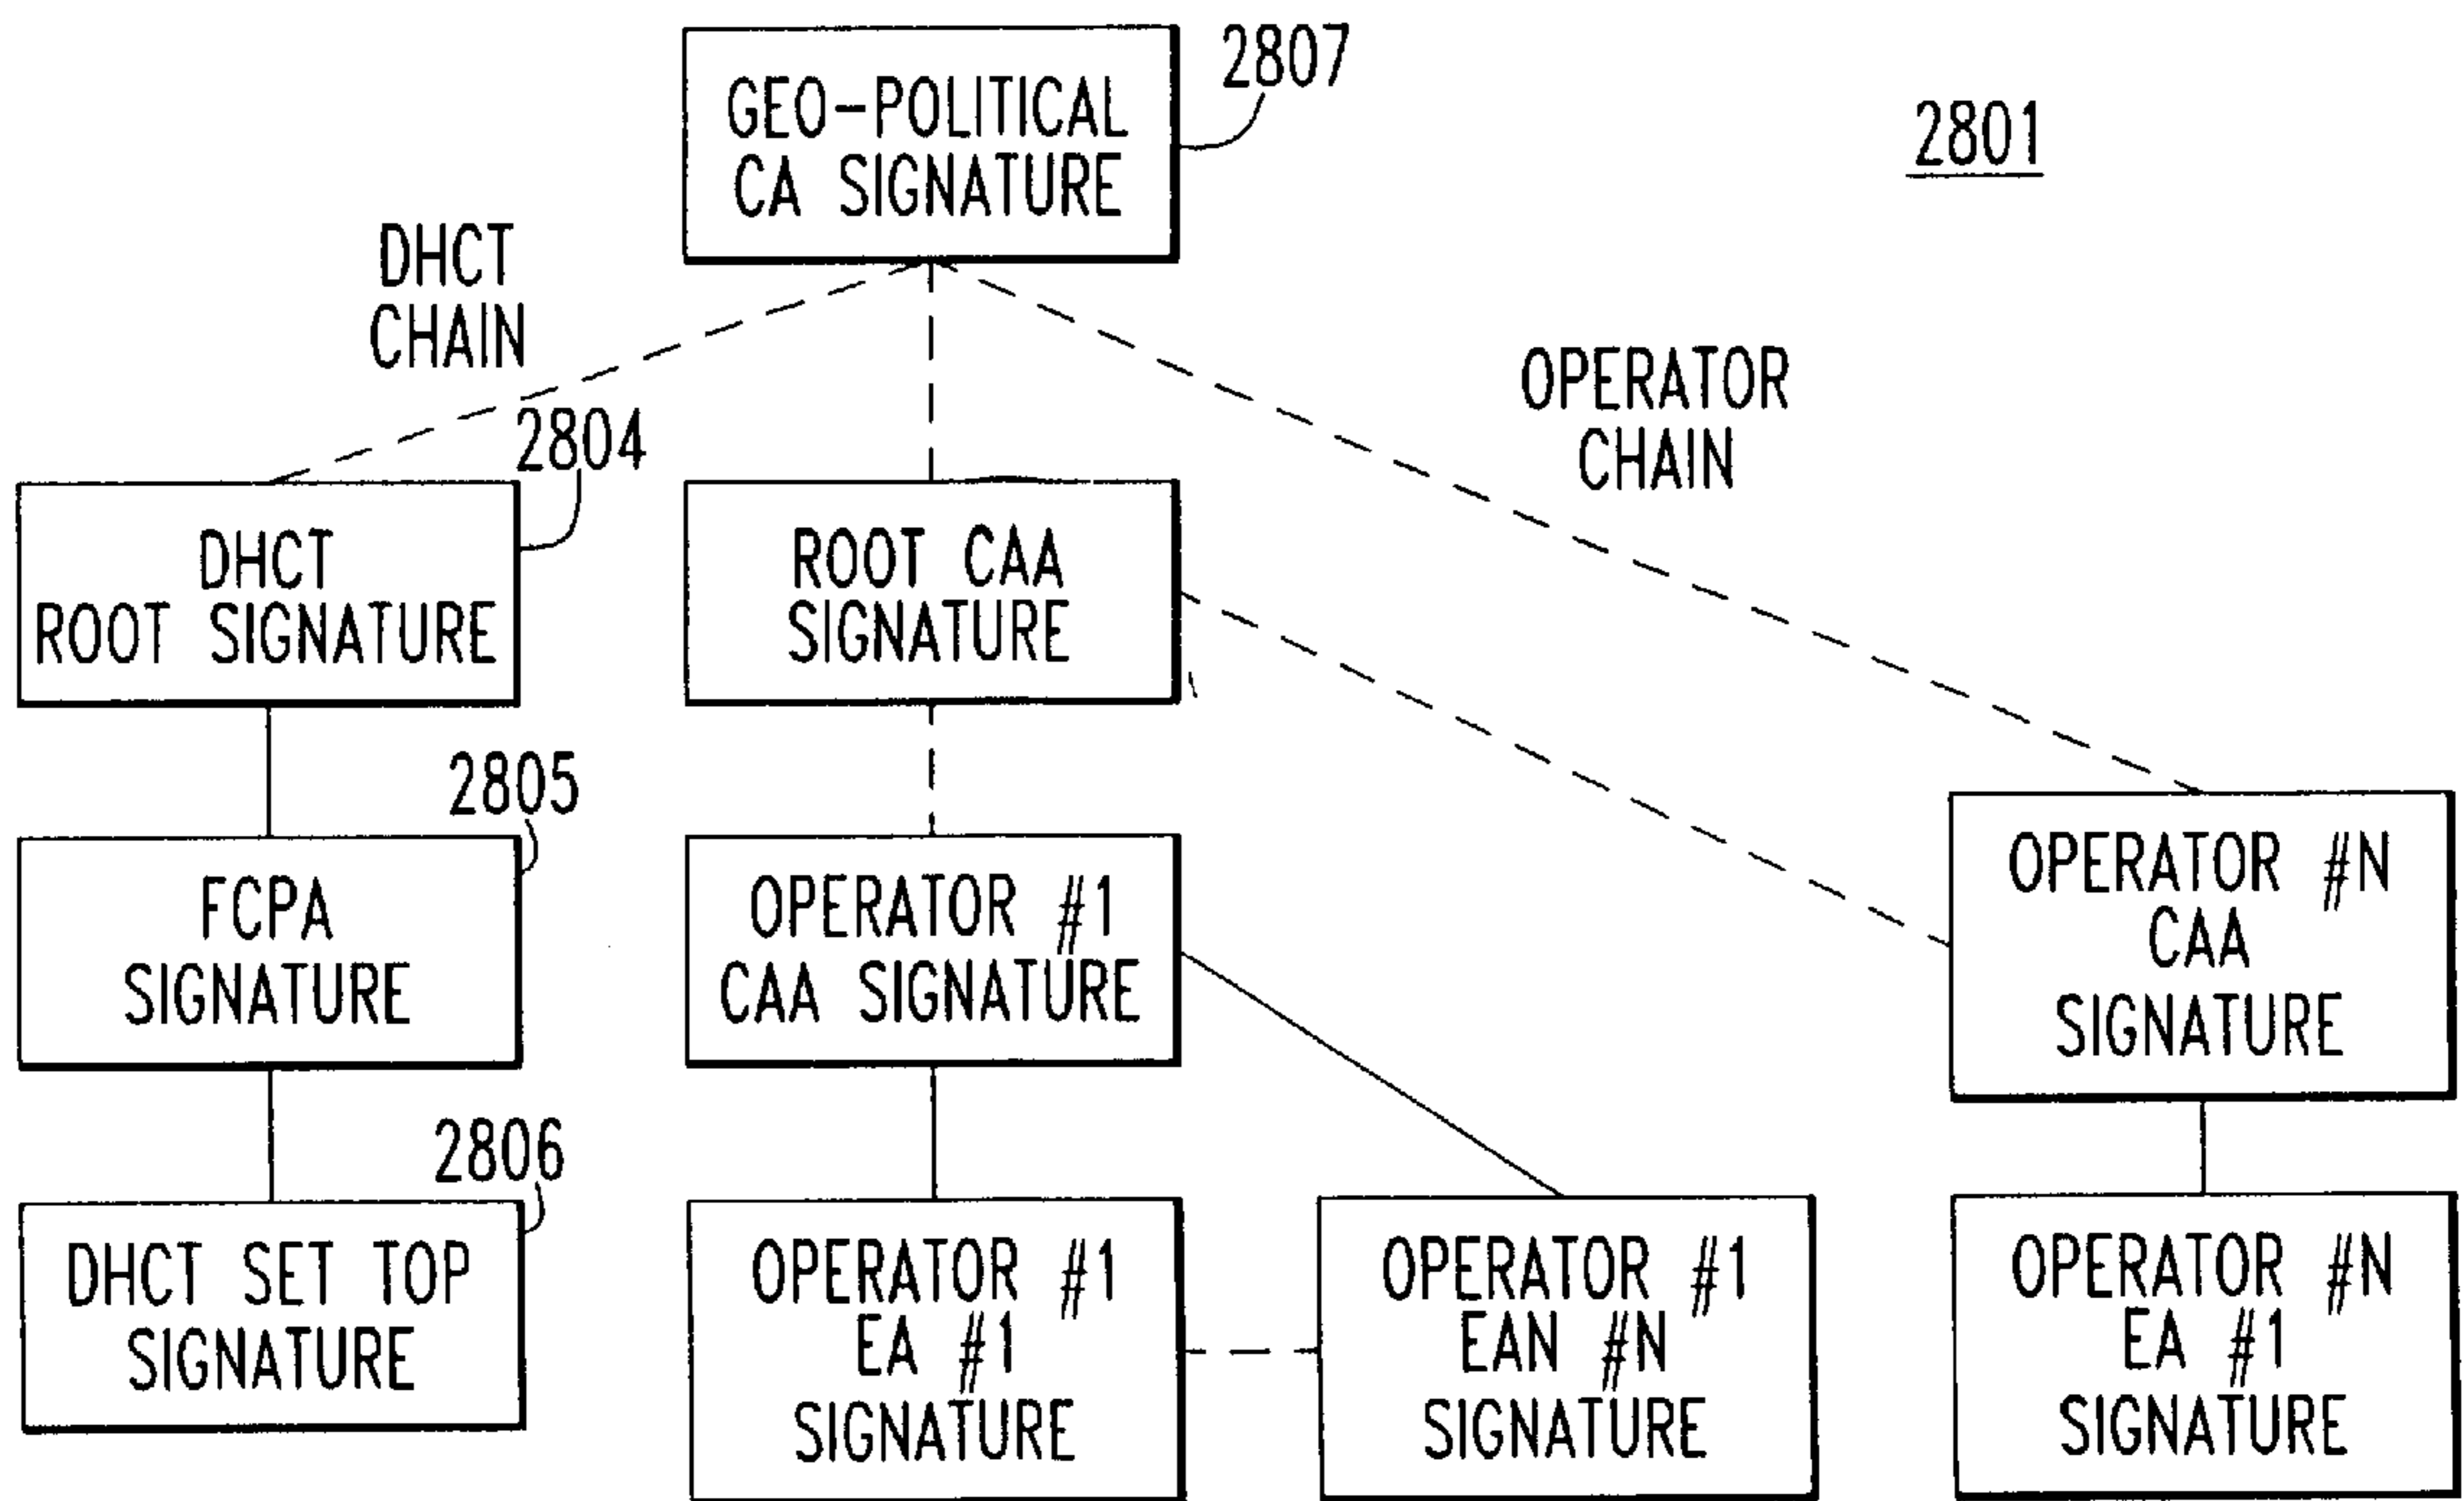 GEO-POLITICAL
CA SIGNATURE
2807
2801
DHCT
CHAIN
OPERATOR
CHAIN
2804
DHCT
ROOT SIGNATURE
ROOT CAA
SIGNATURE
2805
FCPA
SIGNATURE
OPERATOR #1
CAA SIGNATURE
OPERATOR #N
CAA
SIGNATURE
2806
DHCT SET TOP
SIGNATURE
OPERATOR #1
EA #1
SIGNATURE
OPERATOR #1
EAN #N
SIGNATURE
OPERATOR #N
EA #1
SIGNATURE